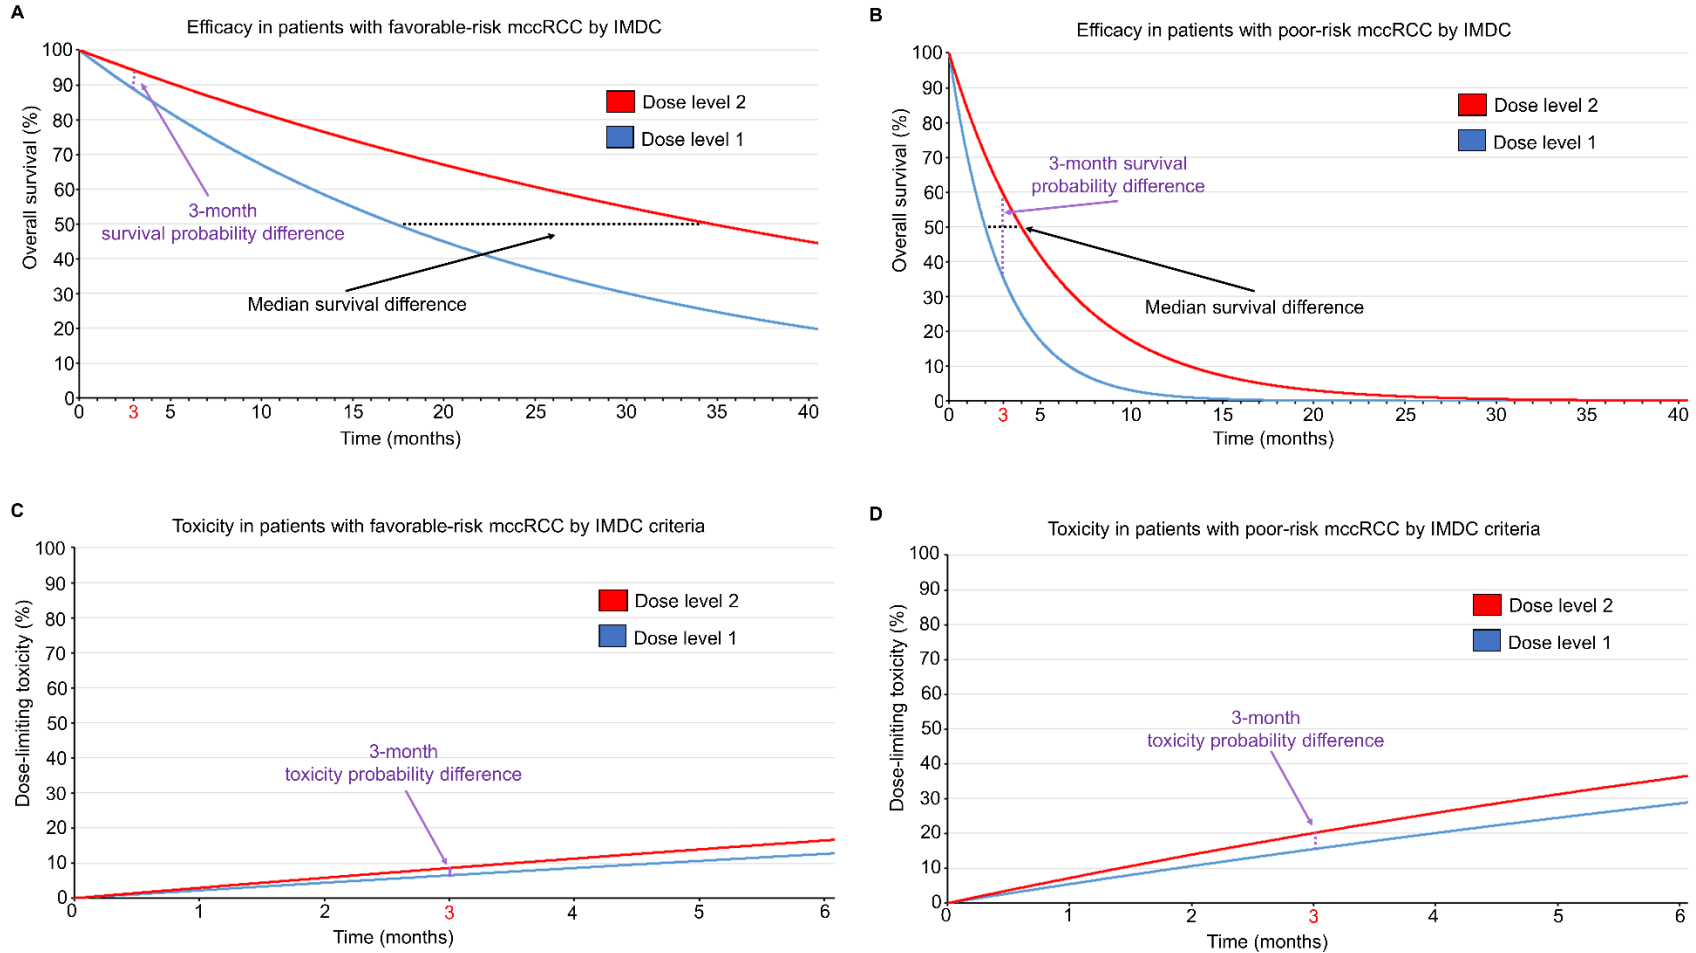 A
Efficacy in patients with favorable-risk mccRCC by IMDC
Overall survival (%)
100
90
80
70
60
50
40
30
20
10
0
Dose level 2
Dose level 1
3-month
survival probability difference
Median survival difference
0 3 5 10 15 20 25 30 35 40
Time (months)
B
Efficacy in patients with poor-risk mccRCC by IMDC
Overall survival (%)
100
90
80
70
60
50
40
30
20
10
0
Dose level 2
Dose level 1
3-month survival
probability difference
Median survival difference
0 3 5 10 15 20 25 30 35 40
Time (months)
C
Toxicity in patients with favorable-risk mccRCC by IMDC criteria
Dose-limiting toxicity (%)
100
90
80
70
60
50
40
30
20
10
0
Dose level 2
Dose level 1
3-month
toxicity probability difference
0 1 2 3 4 5 6
Time (months)
D
Toxicity in patients with poor-risk mccRCC by IMDC criteria
Dose-limiting toxicity (%)
100
90
80
70
60
50
40
30
20
10
0
Dose level 2
Dose level 1
3-month
toxicity probability difference
0 1 2 3 4 5 6
Time (months)